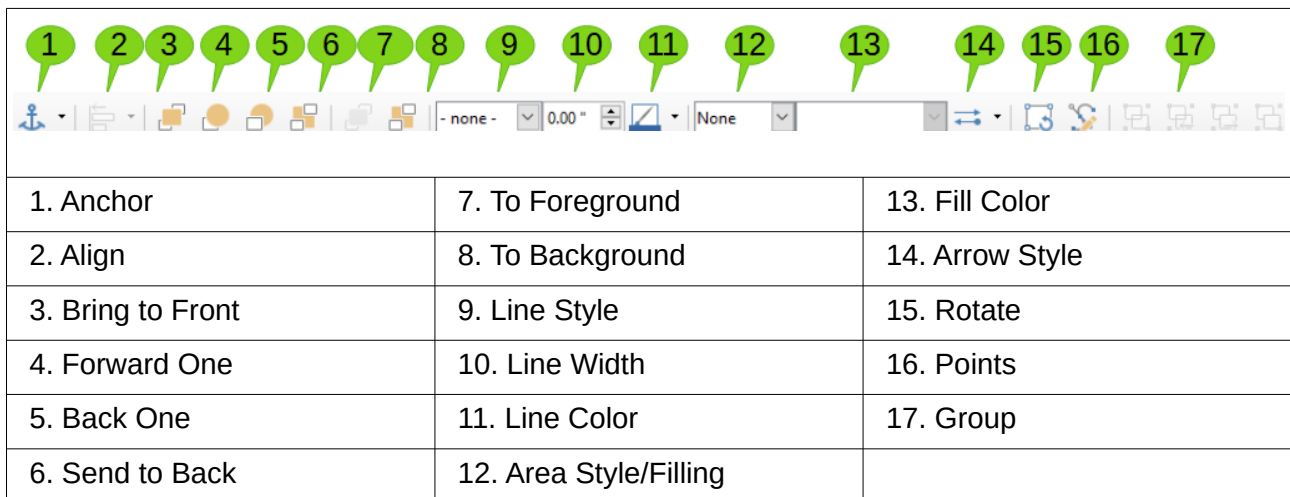 1 2 3 4 5 6 7 8 9 10 11 12 13 14 15 16 17
- none - 0.00 " None
1. Anchor 7. To Foreground 13. Fill Color
2. Align 8. To Background 14. Arrow Style
3. Bring to Front 9. Line Style 15. Rotate
4. Forward One 10. Line Width 16. Points
5. Back One 11. Line Color 17. Group
6. Send to Back 12. Area Style/Filling